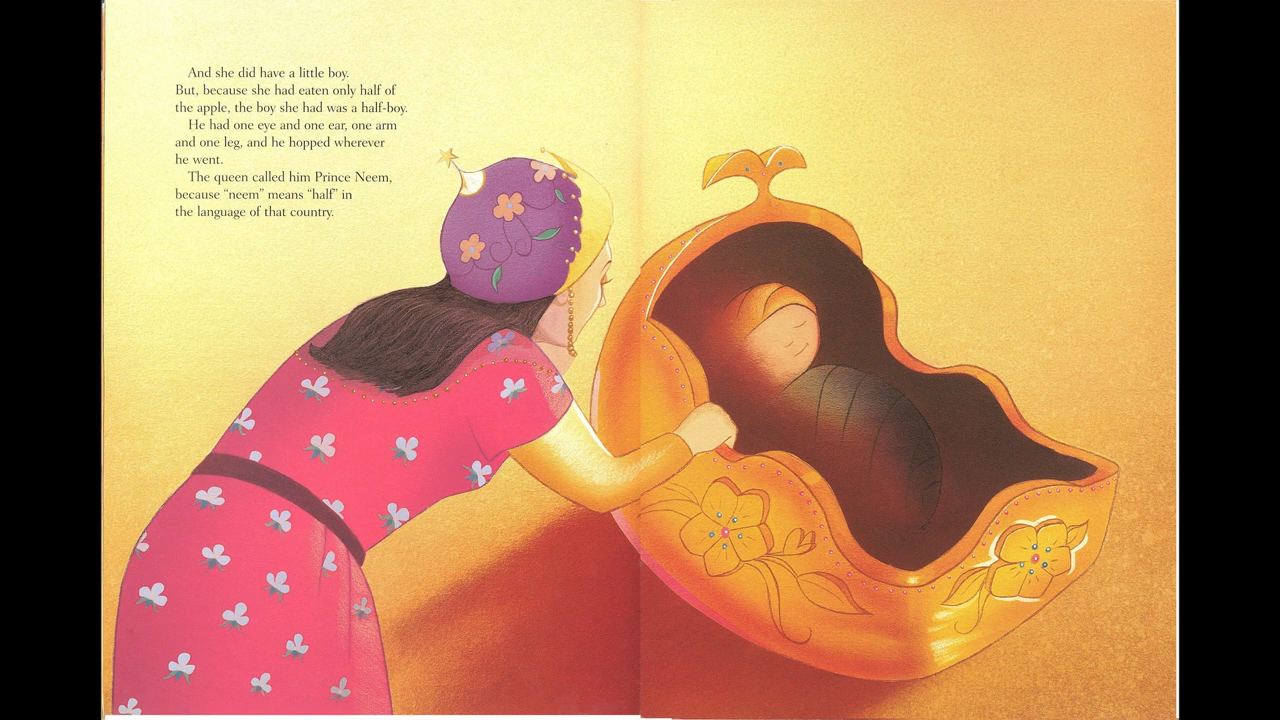 And she did have a little boy.
But, because she had eaten only half of
the apple, the boy she had was a half-boy.
He had one eye and one ear, one arm
and one leg, and he hopped wherever
he went.
The queen called him Prince Neem,
because “neem” means “half” in
the language of that country.